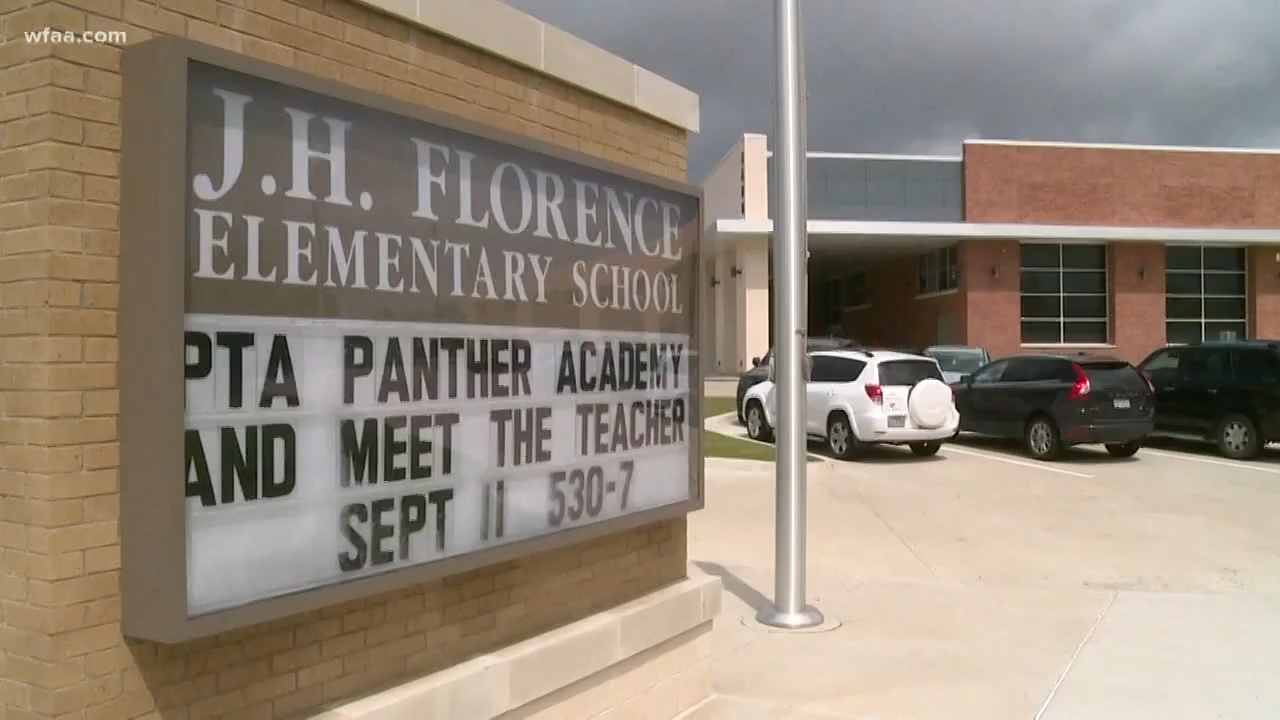 wfaa.com
J.H. FLORENCE
ELEMENTARY SCHOOL
PTA PANTHER ACADEMY
AND MEET THE TEACHER
SEPT 11 530-7